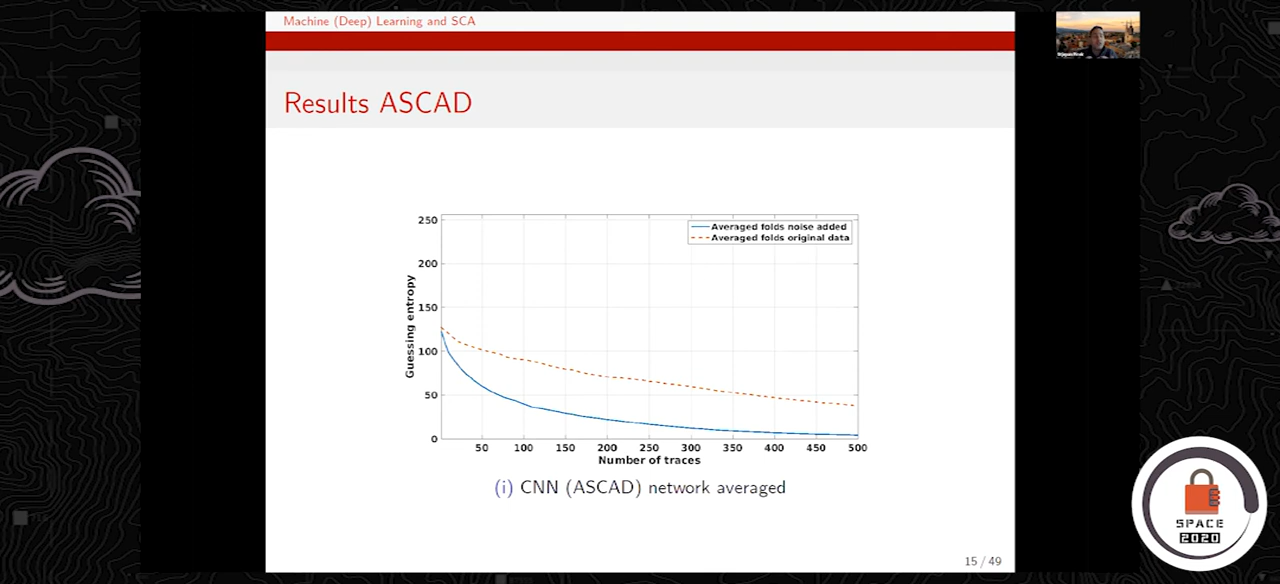 Machine (Deep) Learning and SCA
Results ASCAD
250
200
150
100
50
0
Guessing entropy
Averaged folds noise added
Averaged folds original data
50 100 150 200 250 300 350 400 450 500
Number of traces
(i) CNN (ASCAD) network averaged
15 / 49
SPACE
2020